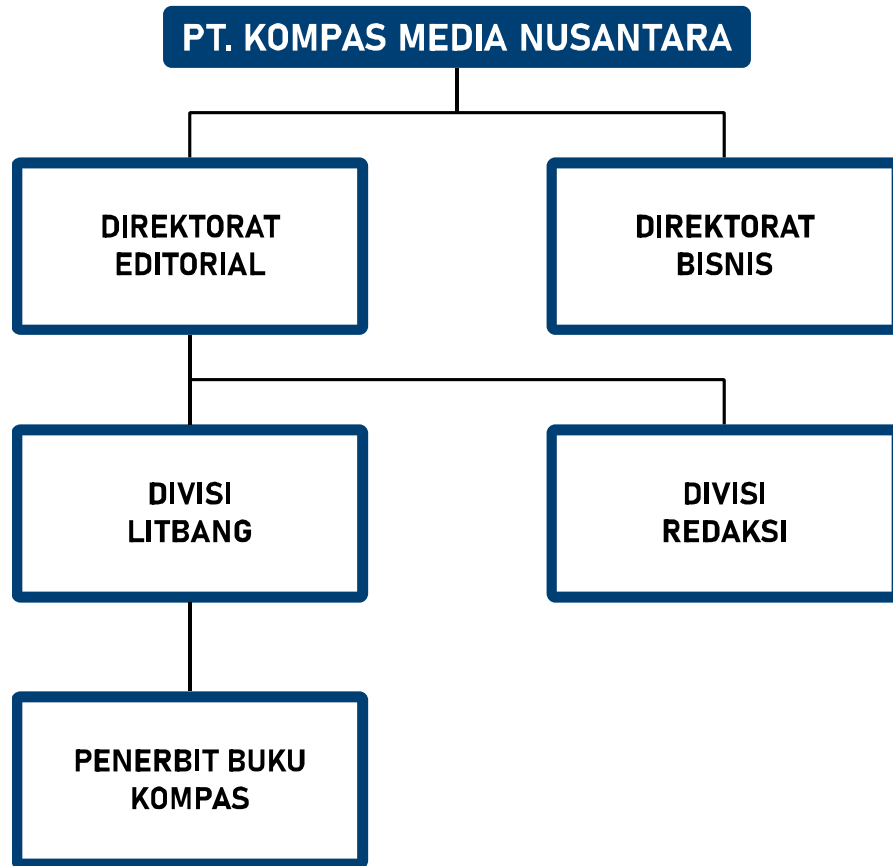 PT. KOMPAS MEDIA NUSANTARA
DIREKTORAT
EDITORIAL
DIREKTORAT
BISNIS
DIVISI
LITBANG
DIVISI
REDAKSI
PENERBIT BUKU
KOMPAS